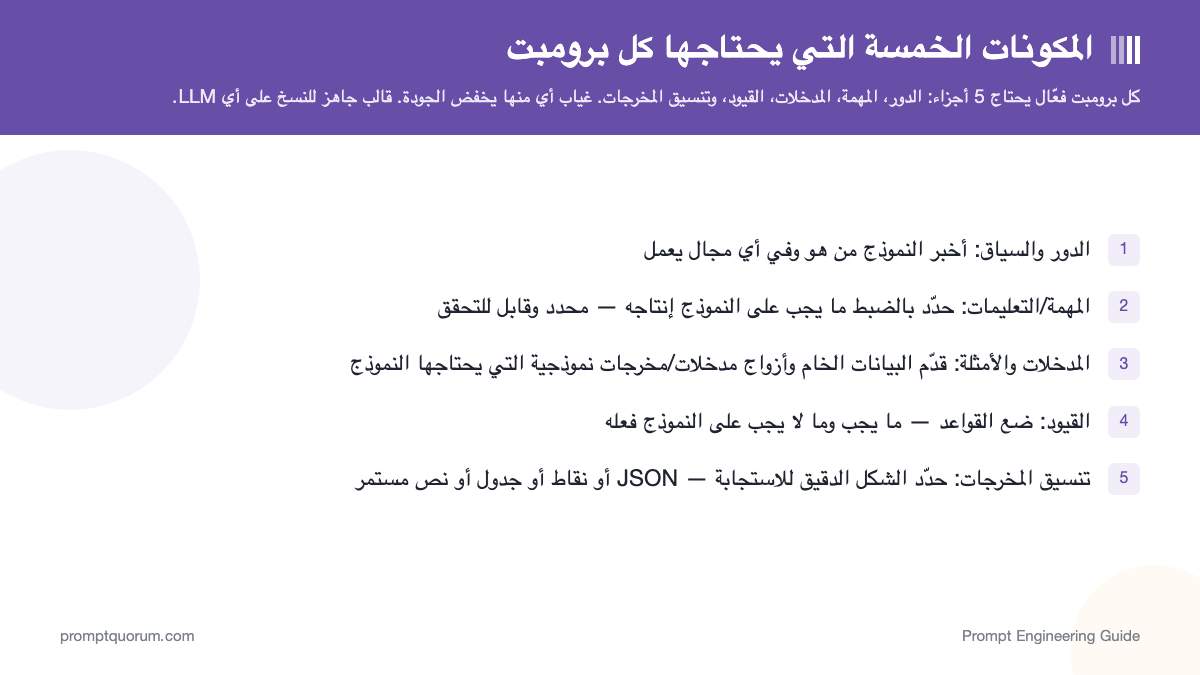 المكونات الخمسة التي يحتاجها كل برومبت
كل برومبت فعّال يحتاج 5 أجزاء: الدور، المهمة، المدخلات، القيود، وتنسيق المخرجات. غياب أي منها يخفض الجودة. قالب جاهز للنسخ على أي LLM.
1 الدور والسياق: أخبر النموذج من هو وفي أي مجال يعمل
2 المهمة/التعليمات: حدّد بالضبط ما يجب على النموذج إنتاجه — محدد وقابل للتحقق
3 المدخلات والأمثلة: قدّم البيانات الخام وأزواج مدخلات/مخرجات نموذجية التي يحتاجها النموذج
4 القيود: ضع القواعد — ما يجب وما لا يجب على النموذج فعله
5 تنسيق المخرجات: حدّد الشكل الدقيق للاستجابة — JSON أو نقاط أو جدول أو نص مستمر
promptquorum.com
Prompt Engineering Guide